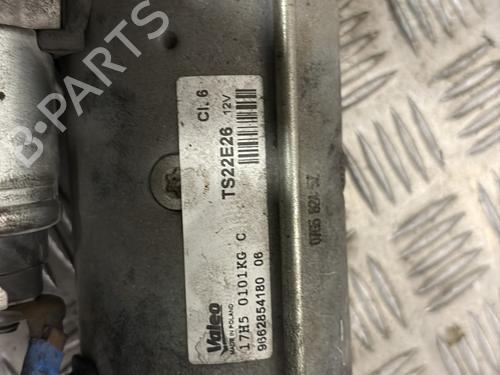 B-PARTS
Cl. 6
TS22E26 12V
Valeo
MADE IN POLAND
17H5 0101KG C
9662854180 06